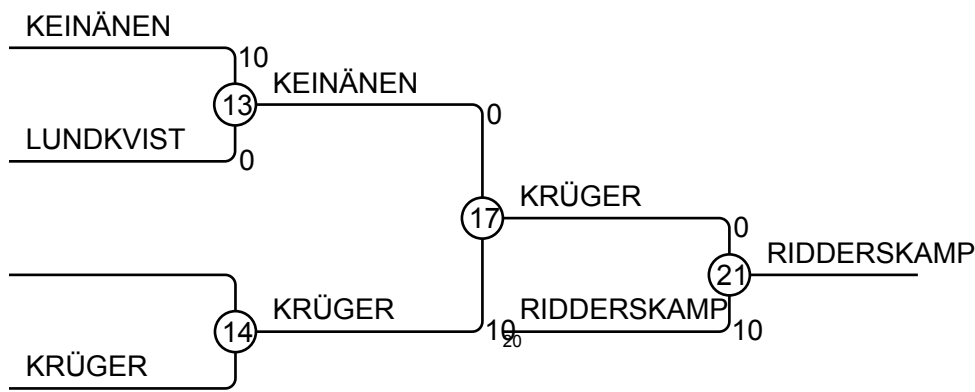 KEINÄNEN
10
13
KEINÄNEN
0
LUNDKVIST
0
17
KRÜGER
0
21
RIDDERSKAMP
14
KRÜGER
10
20
RIDDERSKAMP
10
KRÜGER